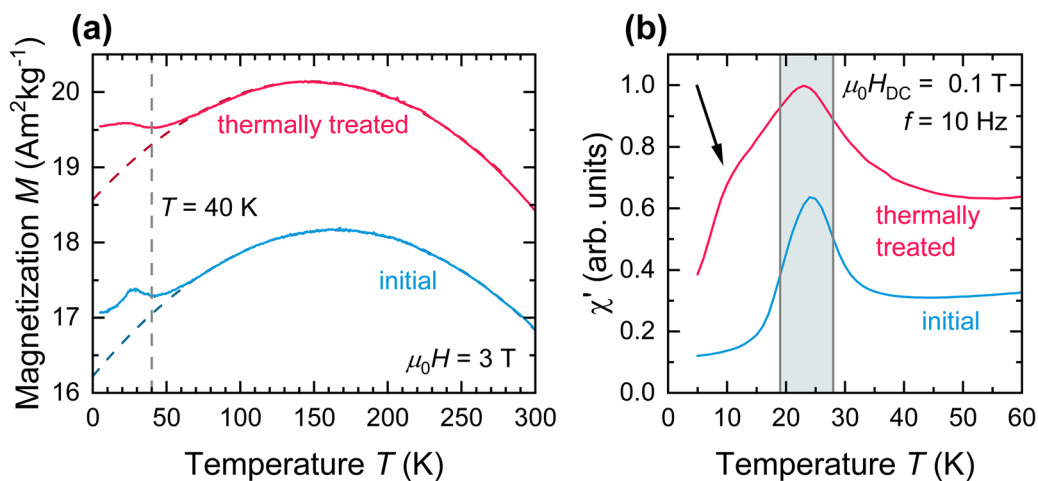 (a)
Magnetization M (Am²kg⁻¹)
20
19
18
17
16
thermally treated
T = 40 K
initial
μ₀H = 3 T
0 50 100 150 200 250 300
Temperature T (K)
(b)
χ' (arb. units)
1.0
0.8
0.6
0.4
0.2
0.0
μ₀H_DC = 0.1 T
f = 10 Hz
thermally
treated
initial
0 10 20 30 40 50 60
Temperature T (K)